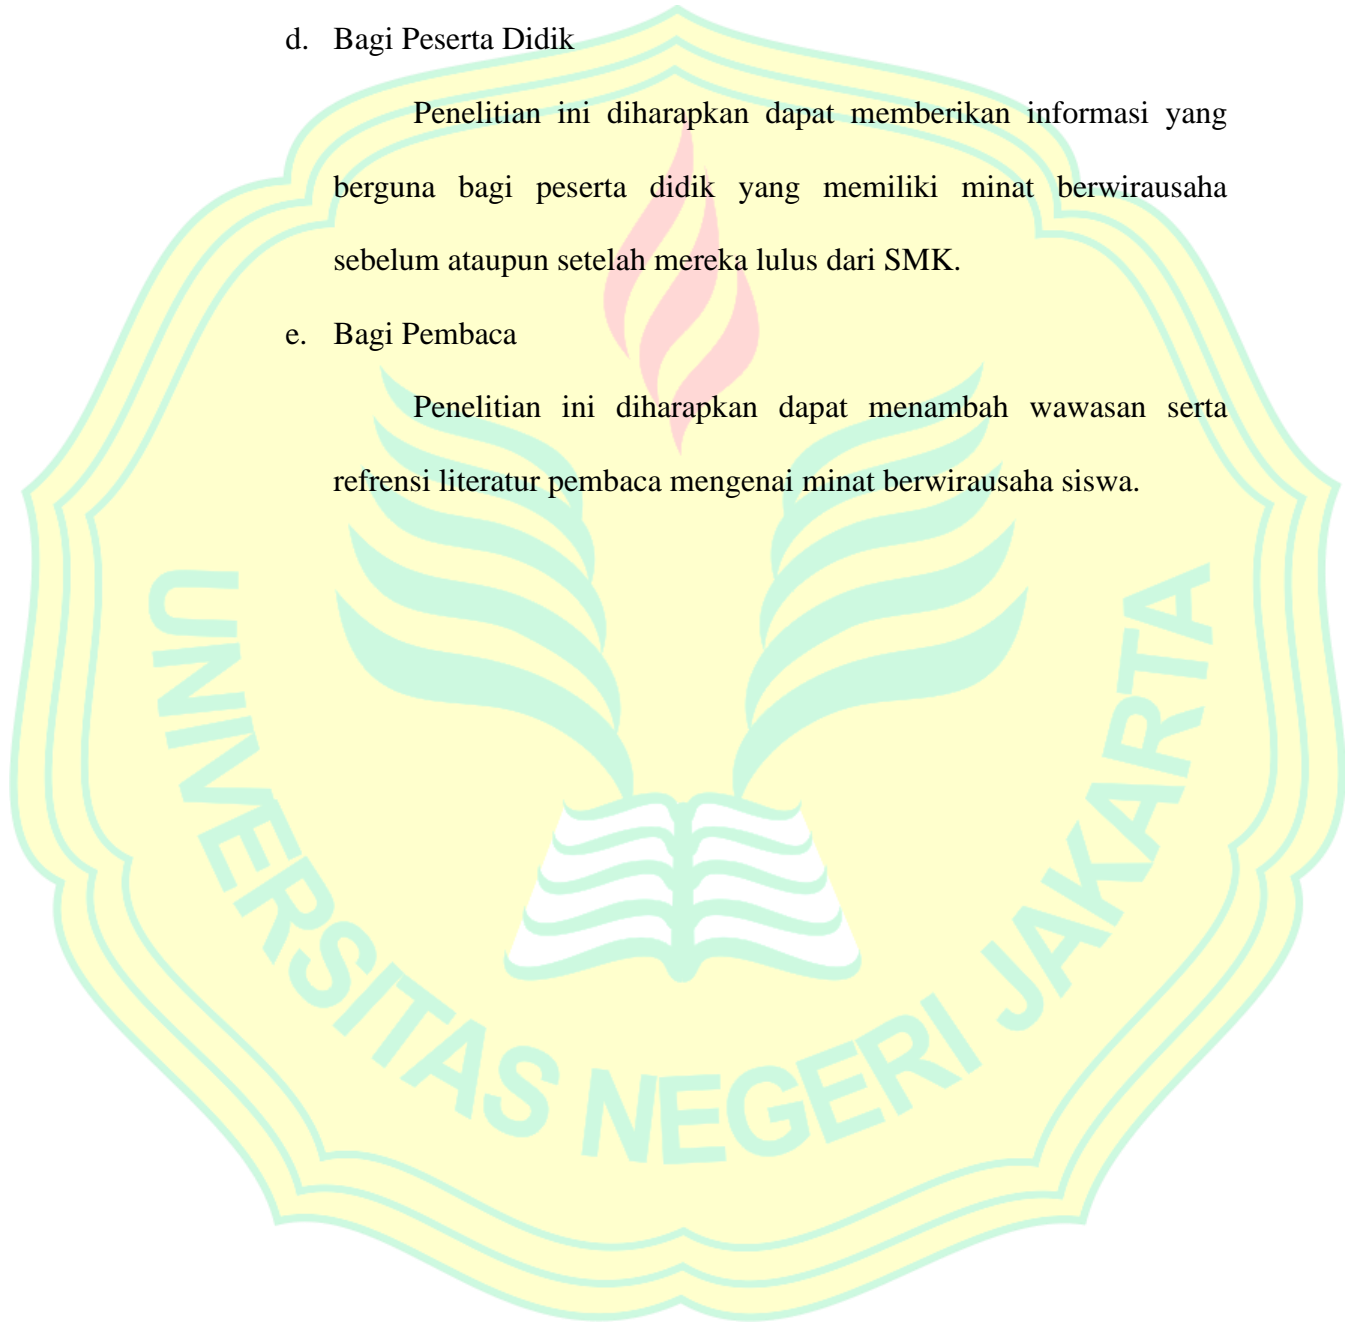 d. Bagi Peserta Didik
Penelitian ini diharapkan dapat memberikan informasi yang
berguna bagi peserta didik yang memiliki minat berwirausaha
sebelum ataupun setelah mereka lulus dari SMK.
e. Bagi Pembaca
Penelitian ini diharapkan dapat menambah wawasan serta
refrensi literatur pembaca mengenai minat berwirausaha siswa.
UNIVERSITAS NEGERI JAKARTA